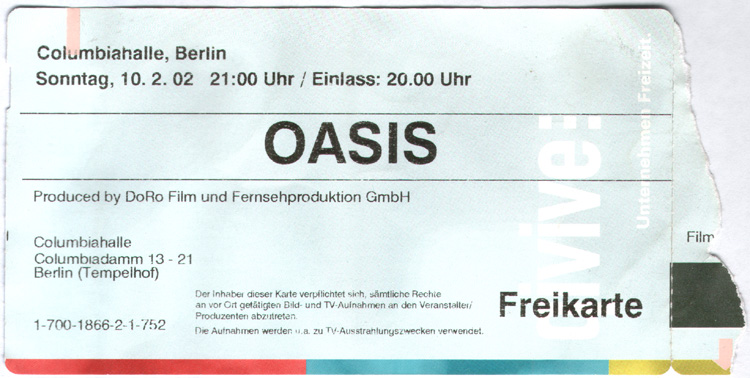 Columbiahalle, Berlin
Sonntag, 10. 2. 02 21:00 Uhr / Einlass: 20.00 Uhr
OASIS
Produced by DoRo Film und Fernsehproduktion GmbH
Columbiahalle
Columbiadamm 13 - 21
Berlin (Tempelhof)
1-700-1866-2-1-752
Der Inhaber dieser Karte verpflichtet sich, sämtliche Rechte
an vor Ort getätigten Bild- und TV-Aufnahmen an den Veranstalter/
Produzenten abzutreten.
Die Aufnahmen werden u.a. zu TV-Ausstrahlungszwecken verwendet.
Freikarte
Unternehmen Freizeit.
Film